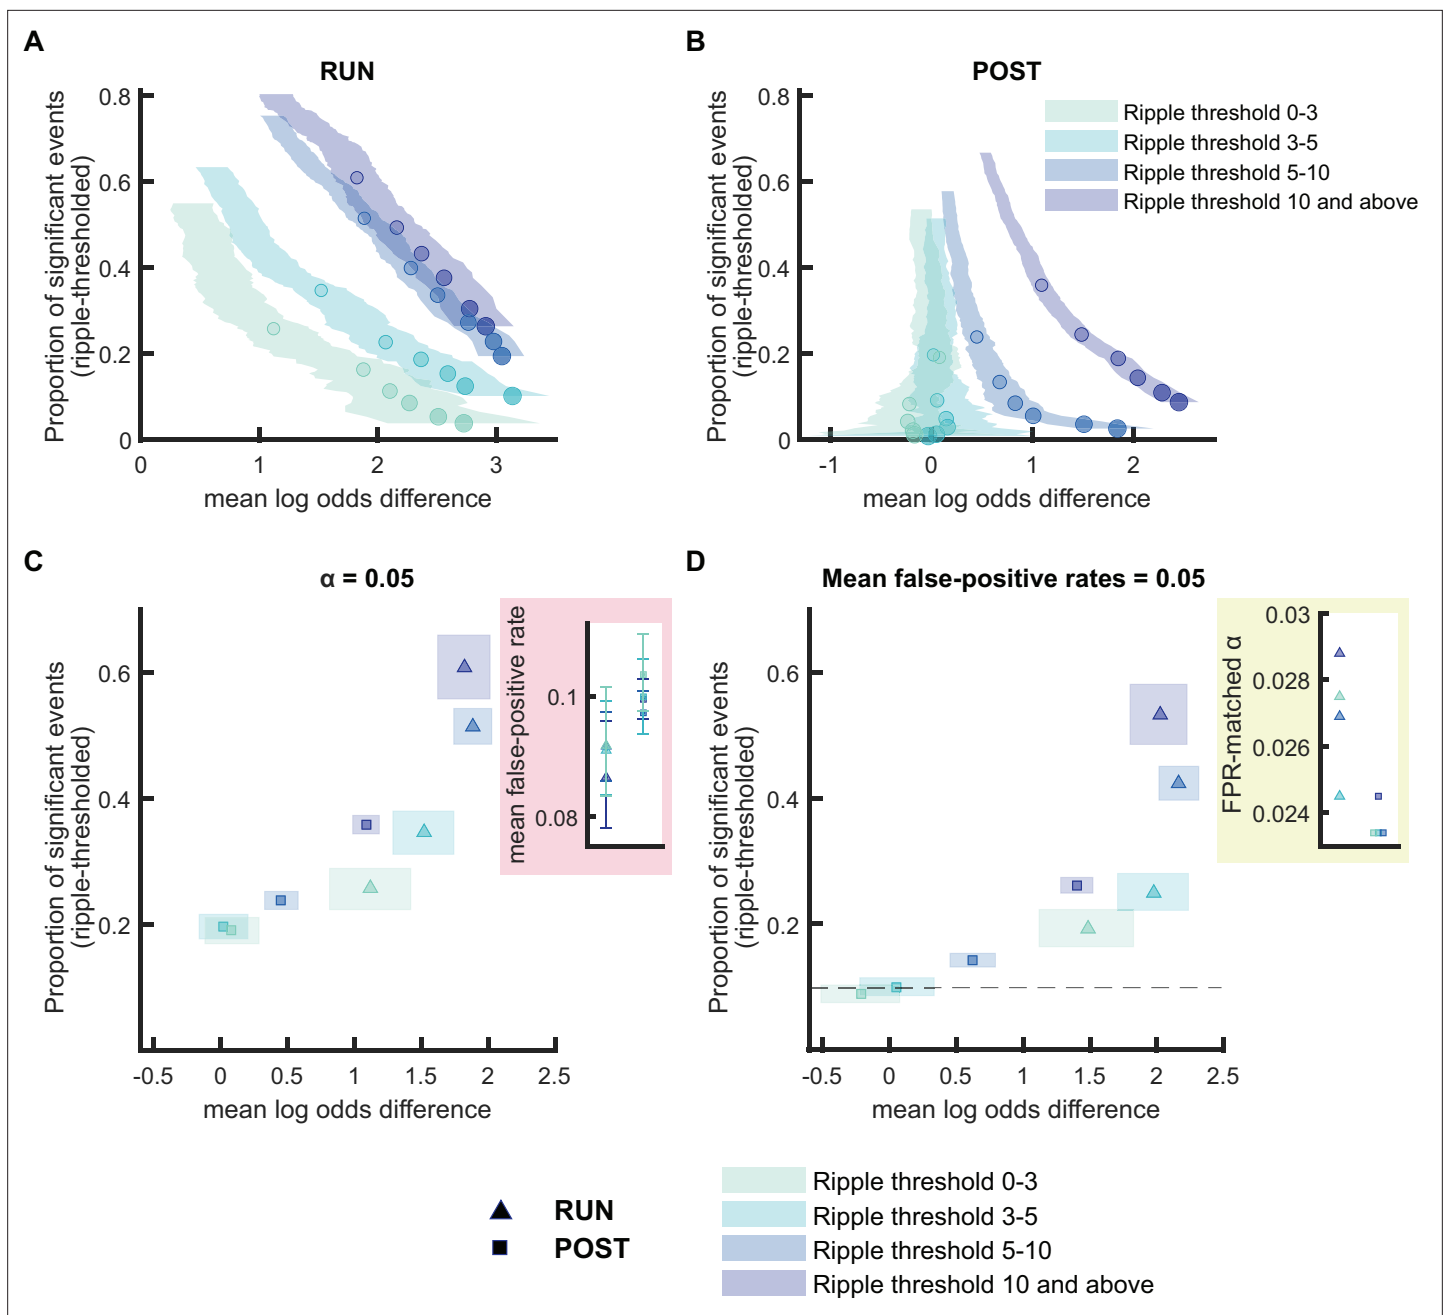 A
RUN
Proportion of significant events
(ripple-thresholded)
0.8
0.6
0.4
0.2
0
0 1 2 3
mean log odds difference
B
POST
Proportion of significant events
(ripple-thresholded)
0.8
0.6
0.4
0.2
0
-1 0 1 2
mean log odds difference
Ripple threshold 0-3
Ripple threshold 3-5
Ripple threshold 5-10
Ripple threshold 10 and above
C
α = 0.05
Proportion of significant events
(ripple-thresholded)
0.6
0.4
0.2
-0.5 0 0.5 1 1.5 2 2.5
mean log odds difference
mean false-positive rate
0.1
0.08
D
Mean false-positive rates = 0.05
Proportion of significant events
(ripple-thresholded)
0.6
0.4
0.2
-0.5 0 0.5 1 1.5 2 2.5
mean log odds difference
FPR-matched α
0.03
0.028
0.026
0.024
RUN
POST
Ripple threshold 0-3
Ripple threshold 3-5
Ripple threshold 5-10
Ripple threshold 10 and above